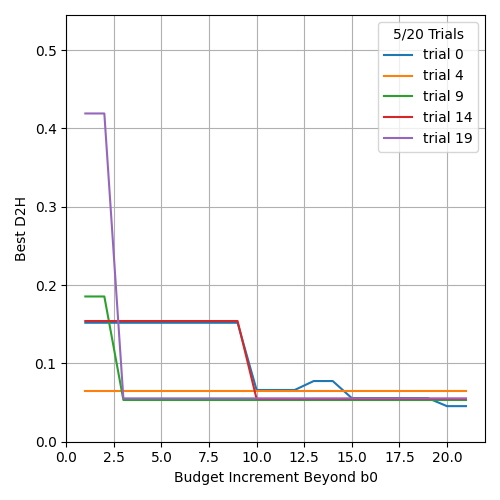 5/20 Trials
trial 0
trial 4
trial 9
trial 14
trial 19
Best D2H
0.5
0.4
0.3
0.2
0.1
0.0
0.0 2.5 5.0 7.5 10.0 12.5 15.0 17.5 20.0
Budget Increment Beyond b0